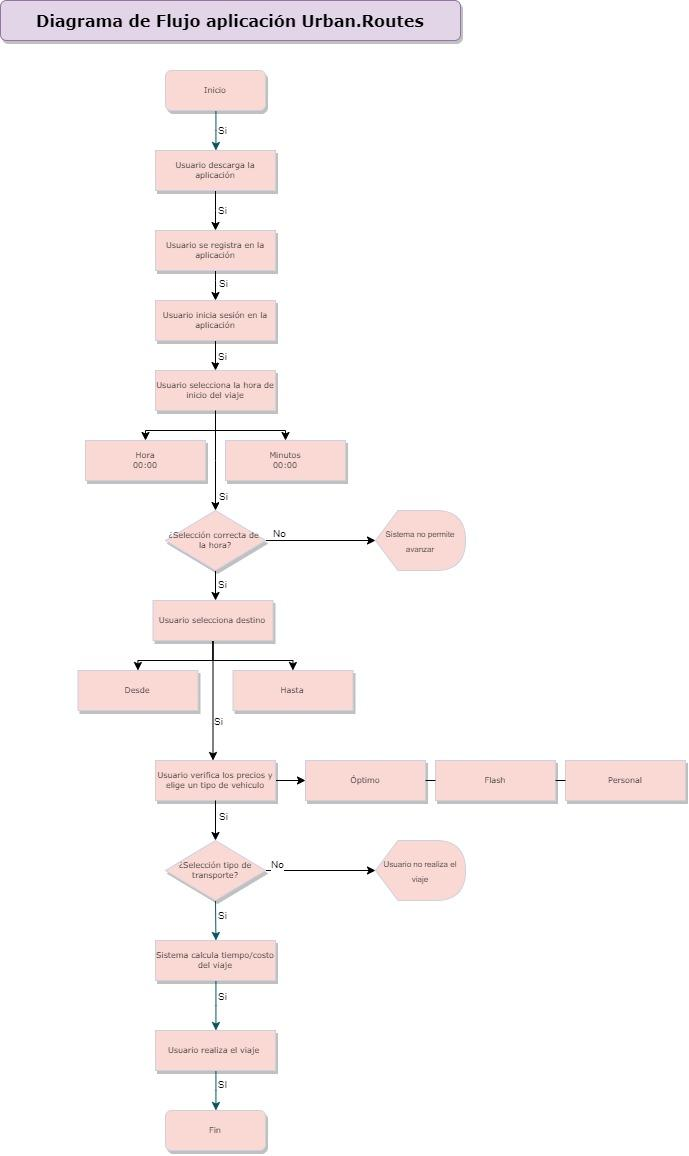 Diagrama de Flujo aplicación Urban.Routes
Inicio
Si
Usuario descarga la
aplicación
Si
Usuario se registra en la
aplicación
Si
Usuario inicia sesión en la
aplicación
Si
Usuario selecciona la hora de
inicio del viaje
Hora
00:00
Minutos
00:00
Si
¿Selección correcta de
la hora?
No
Sistema no permite
avanzar
Si
Usuario selecciona destino
Desde
Hasta
Si
Usuario verifica los precios y
elige un tipo de vehiculo
Óptimo
Flash
Personal
Si
¿Selección tipo de
transporte?
No
Usuario no realiza el
viaje
Si
Sistema calcula tiempo/costo
del viaje
Si
Usuario realiza el viaje
SI
Fin